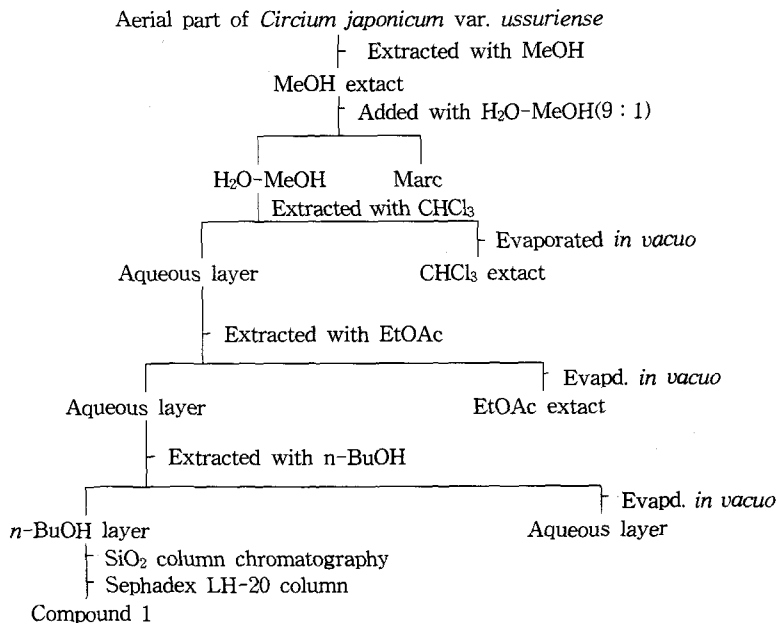 Aerial part of Circium japonicum var. ussuriense
Extracted with MeOH
MeOH extact
Added with H₂O-MeOH(9 : 1)
H₂O-MeOH Marc
Extracted with CHCl₃
Evaporated in vacuo
Aqueous layer CHCl₃ extact
Extracted with EtOAc
Evapd. in vacuo
Aqueous layer EtOAc extact
Extracted with n-BuOH
Evapd. in vacuo
n-BuOH layer Aqueous layer
SiO₂ column chromatography
Sephadex LH-20 column
Compound 1